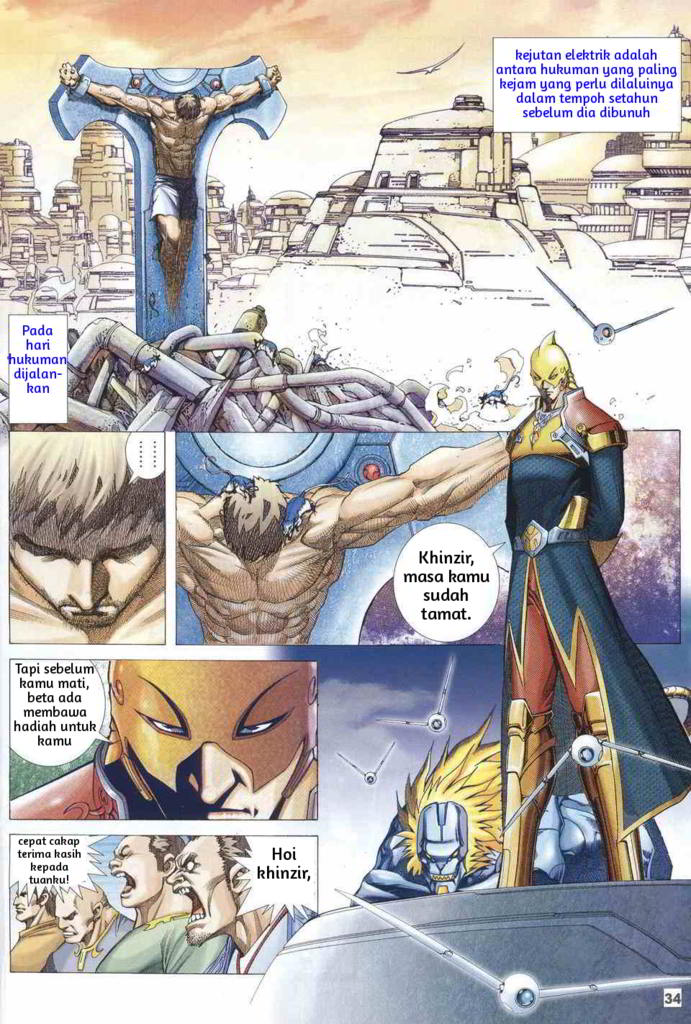 kejutan elektrik adalah
antara hukuman yang paling
kejam yang perlu dilaluinya
dalam tempoh setahun
sebelum dia dibunuh
Pada
hari
hukuman
dijalan-
kan
....
....
Khinzir,
masa kamu
sudah
tamat.
Tapi sebelum
kamu mati,
beta ada
membawa
hadiah untuk
kamu
cepat cakap
terima kasih
kepada
tuanku!
Hoi
khinzir,
34